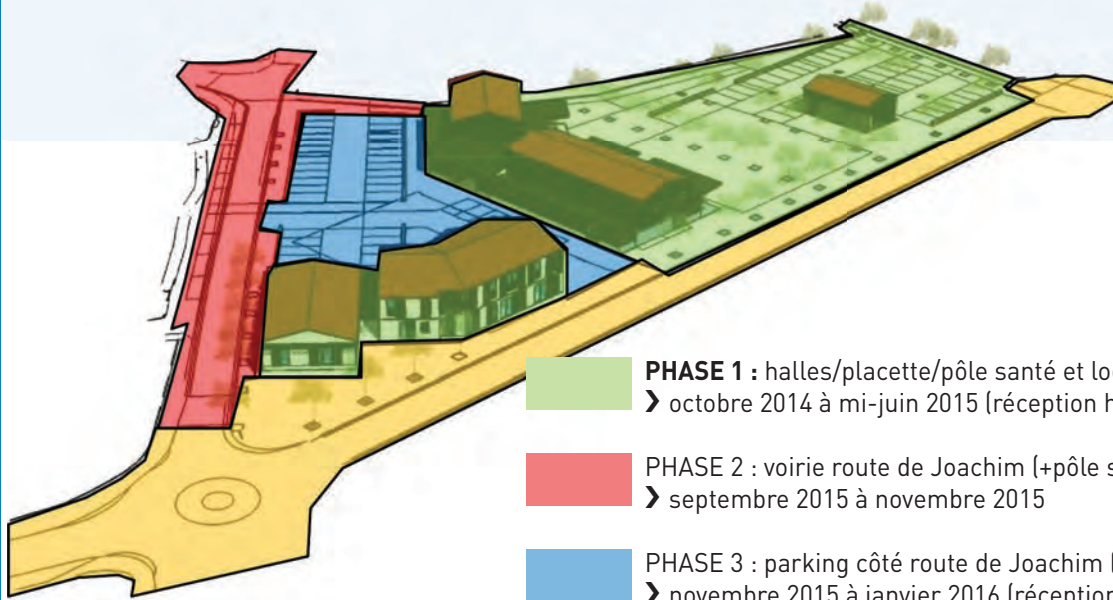 PHASE 1 : halles/placette/pôle santé et
❯ octobre 2014 à mi-juin 2015 (réception
PHASE 2 : voirie route de Joachim (+pôle
❯ septembre 2015 à novembre 2015
PHASE 3 : parking côté route de Joachim (
❯ novembre 2015 à janvier 2016 (réception